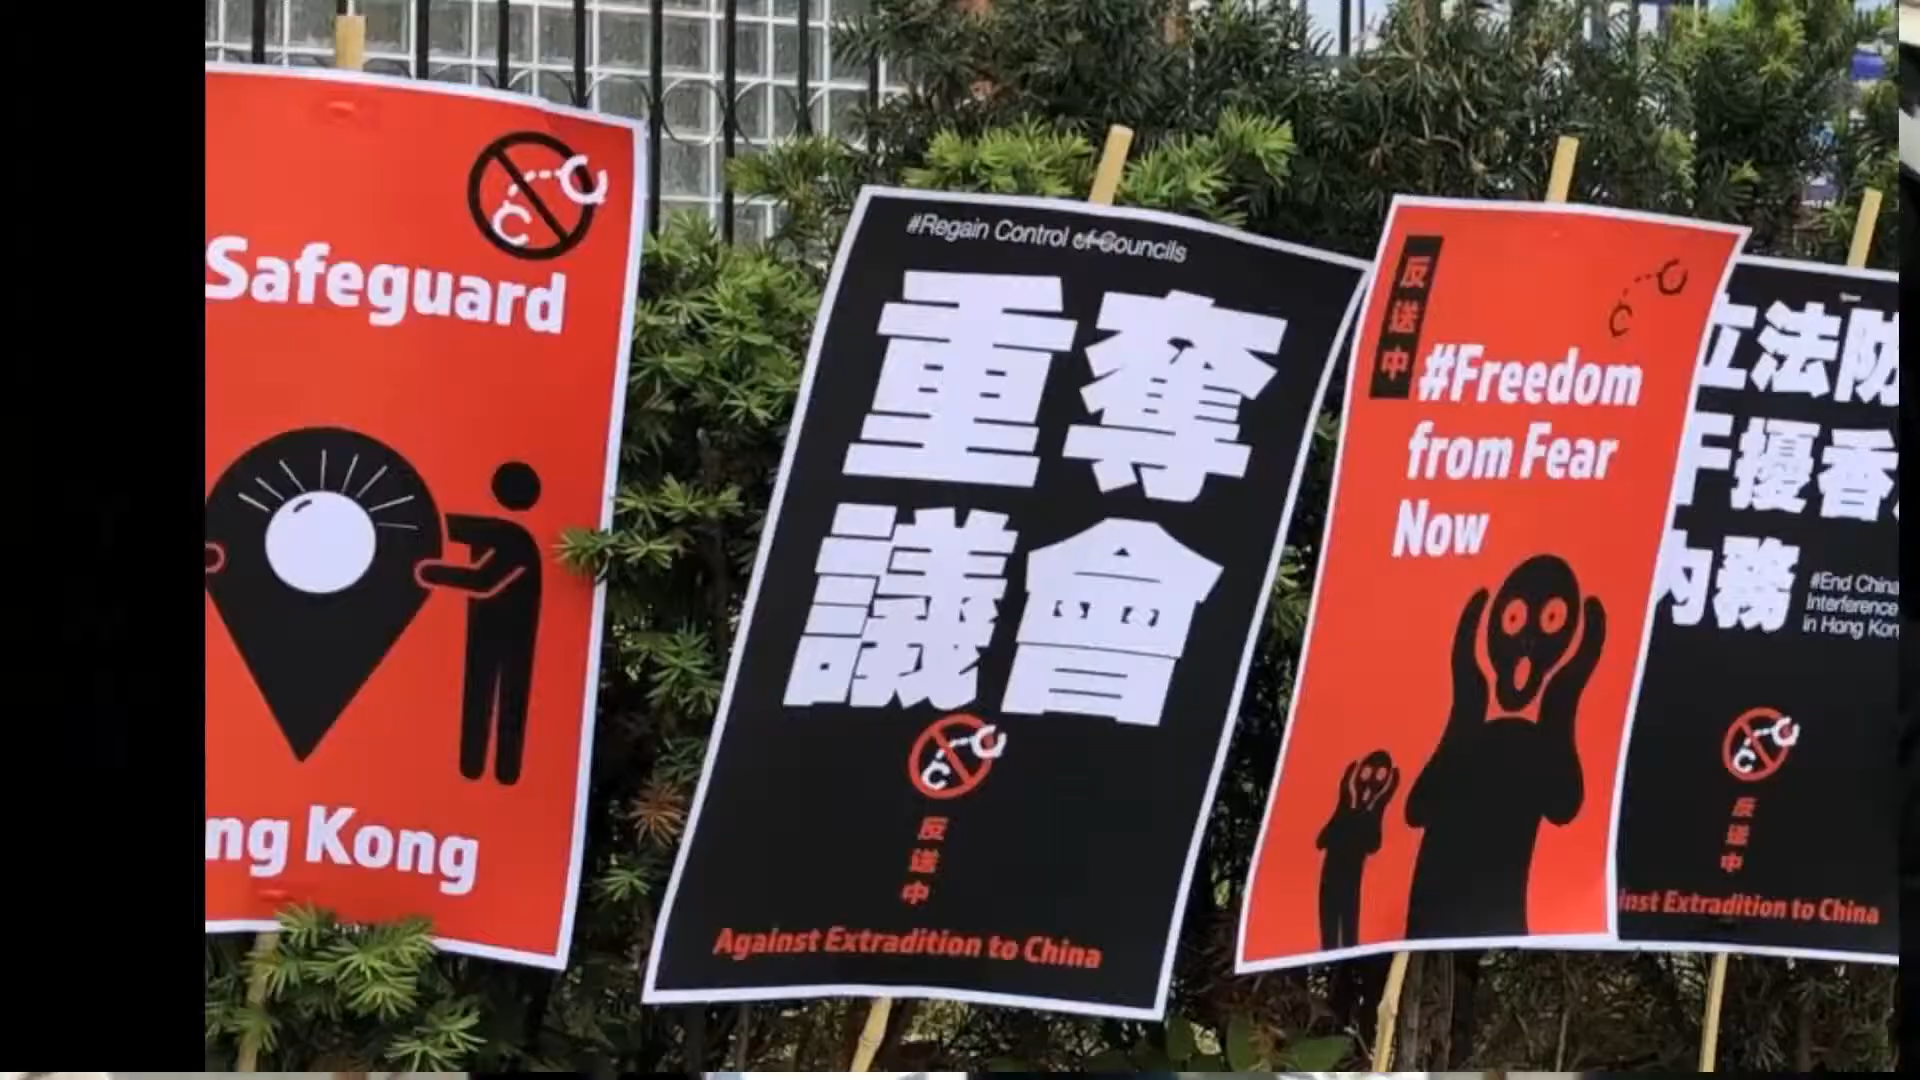 Safeguard
ng Kong
#Regain Control of Councils
重奪
議會
反
送
中
Against Extradition to China
反
送
中
#Freedom
from Fear
Now
立法防
干擾香
內務
#End China
Interference
in Hong Kon
反
送
中
inst Extradition to China